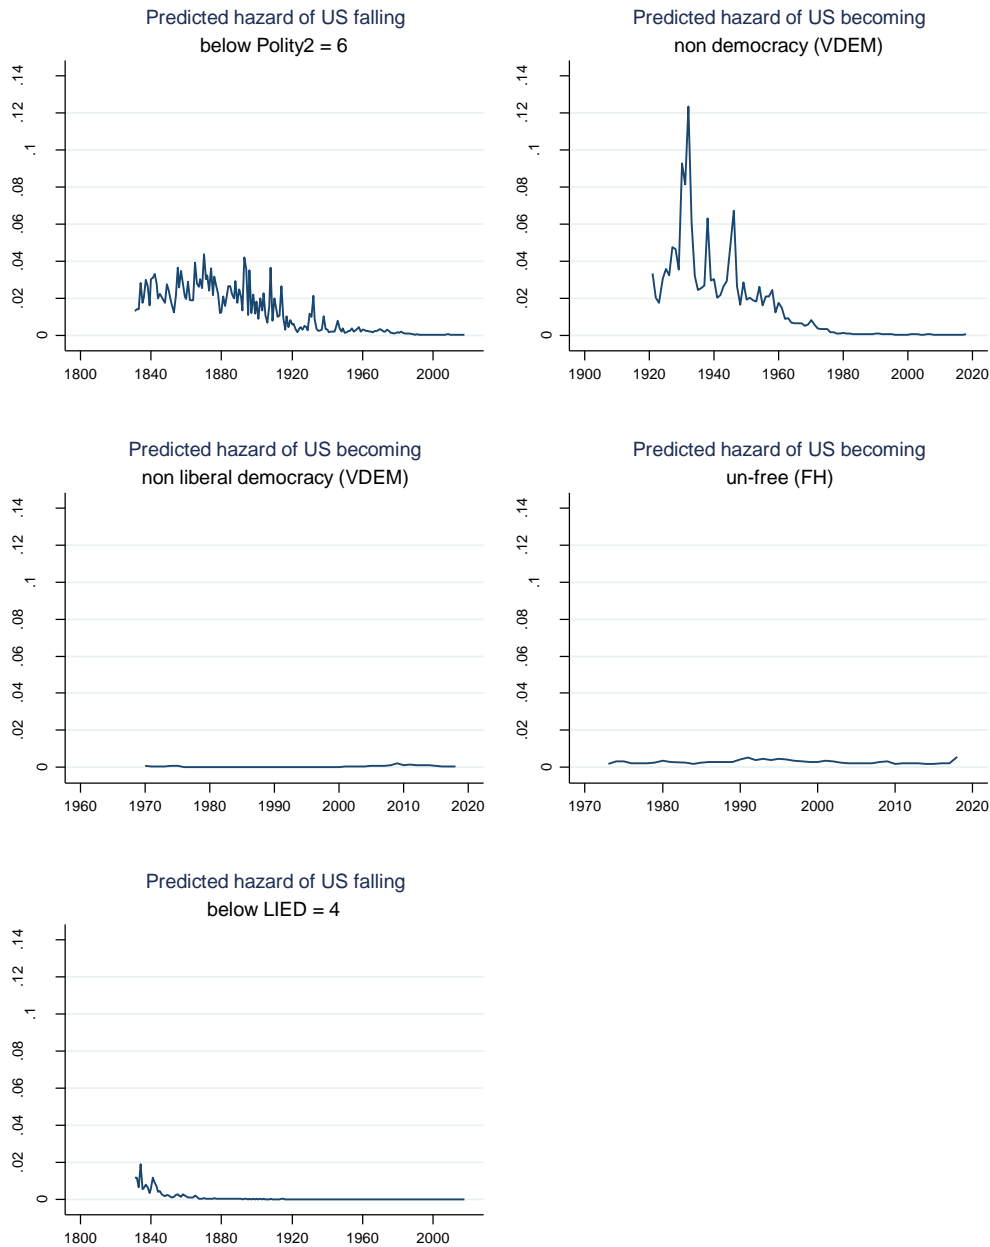 Predicted hazard of US falling
below Polity2 = 6
.14
.12
.1
.08
.06
.04
.02
0
1800 1840 1880 1920 1960 2000
Predicted hazard of US becoming
non democracy (VDEM)
.14
.12
.1
.08
.06
.04
.02
0
1900 1920 1940 1960 1980 2000 2020
Predicted hazard of US becoming
non liberal democracy (VDEM)
.14
.12
.1
.08
.06
.04
.02
0
1960 1970 1980 1990 2000 2010 2020
Predicted hazard of US becoming
un-free (FH)
.14
.12
.1
.08
.06
.04
.02
0
1970 1980 1990 2000 2010 2020
Predicted hazard of US falling
below LIED = 4
.14
.12
.1
.08
.06
.04
.02
0
1800 1840 1880 1920 1960 2000